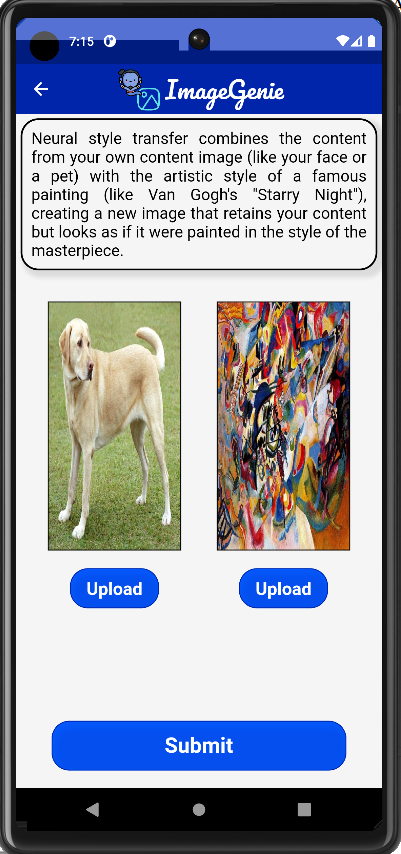 7:15
ImageGenie
Neural style transfer combines the content
from your own content image (like your face or
a pet) with the artistic style of a famous
painting (like Van Gogh's "Starry Night"),
creating a new image that retains your content
but looks as if it were painted in the style of the
masterpiece.
Upload Upload
Submit